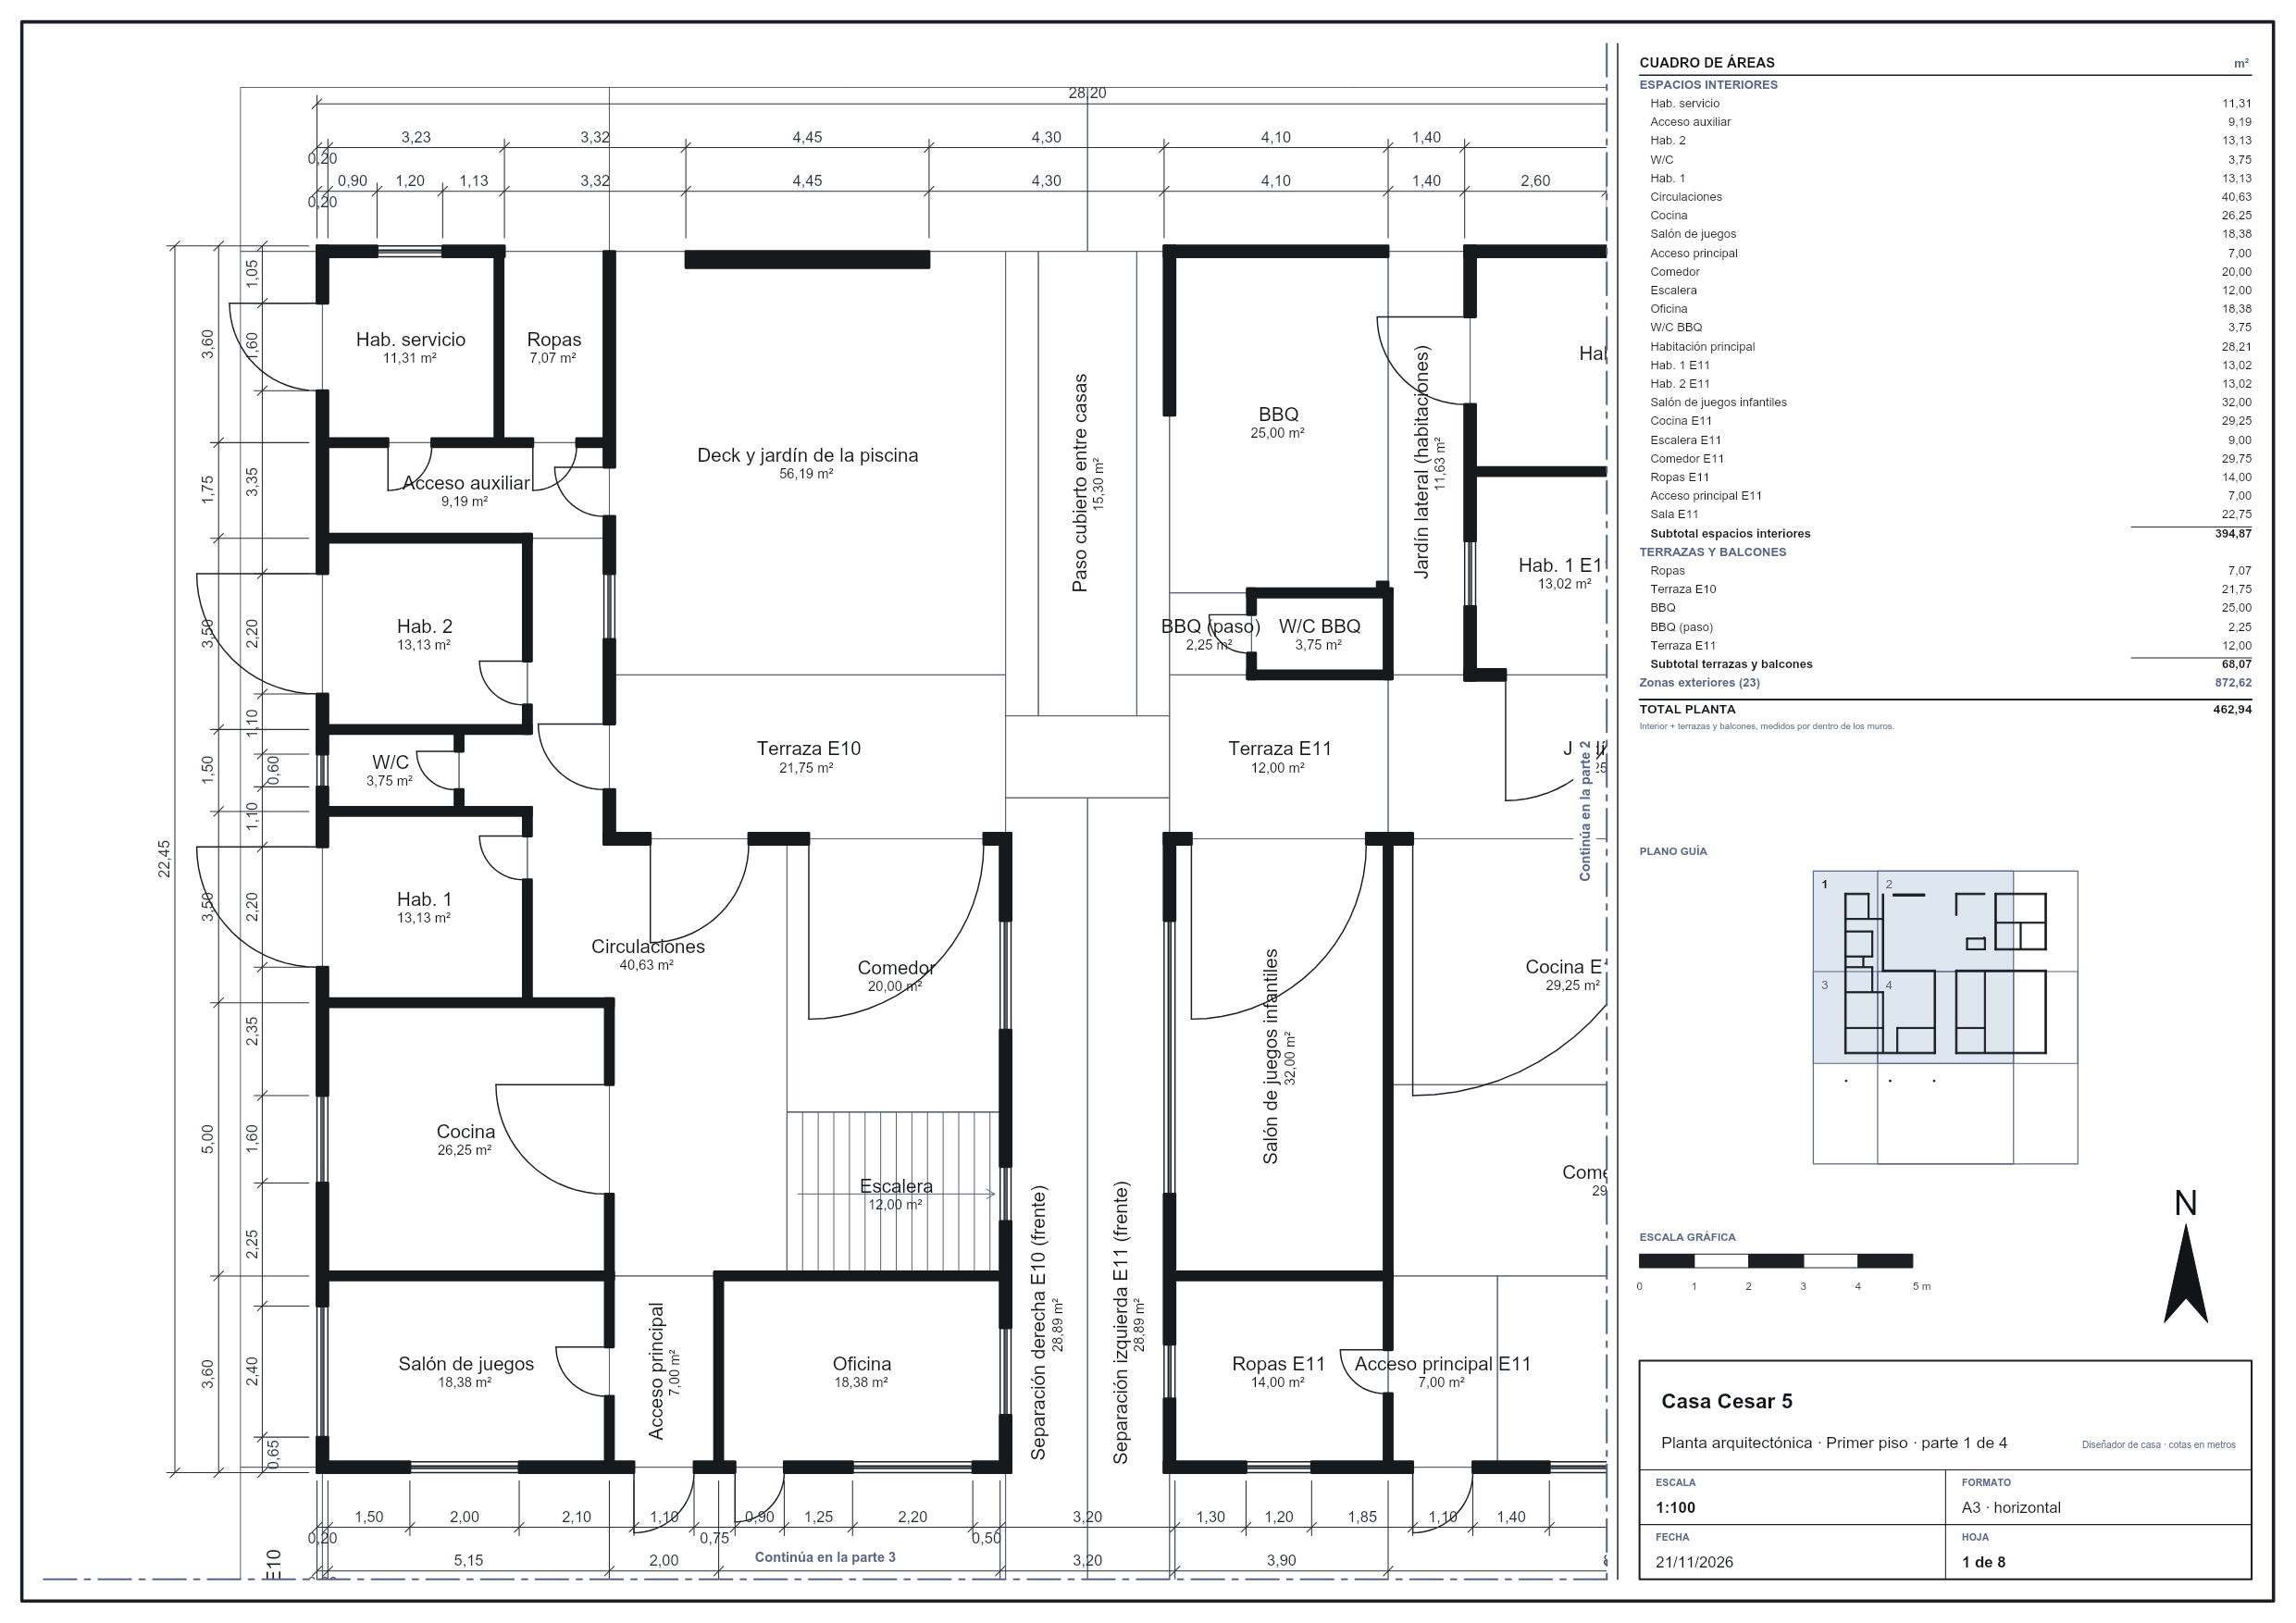 28,20
3,23
3,32
4,45
4,30
4,10
1,40
0,20
0,90
1,20
1,13
3,32
4,45
4,30
4,10
1,40
2,60
0,20
22,45
3,60
1,75
3,50
1,50
3,50
5,00
3,60
1,05
1,60
3,35
2,20
1,10
0,60
1,10
2,20
2,35
1,60
2,25
2,40
0,65
Hab. servicio
11,31 m²
Ropas
7,07 m²
Acceso auxiliar
9,19 m²
Deck y jardín de la piscina
56,19 m²
Paso cubierto entre casas
15,30 m²
BBQ
25,00 m²
Jardín lateral (habitaciones)
11,63 m²
Hab. 1 E1
13,02 m²
Hab. 2
13,13 m²
BBQ (paso)
2,25 m²
W/C BBQ
3,75 m²
W/C
3,75 m²
Terraza E10
21,75 m²
Terraza E11
12,00 m²
Hab. 1
13,13 m²
Circulaciones
40,63 m²
Comedor
20,00 m²
Salón de juegos infantiles
32,00 m²
Cocina E1
29,25 m²
Cocina
26,25 m²
Escalera
12,00 m²
Separación derecha E10 (frente)
28,89 m²
Separación izquierda E11 (frente)
28,89 m²
Salón de juegos
18,38 m²
Acceso principal
7,00 m²
Oficina
18,38 m²
Ropas E11
14,00 m²
Acceso principal E11
7,00 m²
Continúa en la parte 2
1,50
2,00
2,10
1,10
0,90
1,25
2,20
3,20
1,30
1,20
1,85
1,10
1,40
0,20
0,75
0,50
5,15
2,00
Continúa en la parte 3
3,20
3,90
E10
CUADRO DE ÁREAS m²
ESPACIOS INTERIORES
Hab. servicio 11,31
Acceso auxiliar 9,19
Hab. 2 13,13
W/C 3,75
Hab. 1 13,13
Circulaciones 40,63
Cocina 26,25
Salón de juegos 18,38
Acceso principal 7,00
Comedor 20,00
Escalera 12,00
Oficina 18,38
W/C BBQ 3,75
Habitación principal 28,21
Hab. 1 E11 13,02
Hab. 2 E11 13,02
Salón de juegos infantiles 32,00
Cocina E11 29,25
Escalera E11 9,00
Comedor E11 29,75
Ropas E11 14,00
Acceso principal E11 7,00
Sala E11 22,75
Subtotal espacios interiores 394,87
TERRAZAS Y BALCONES
Ropas 7,07
Terraza E10 21,75
BBQ 25,00
BBQ (paso) 2,25
Terraza E11 12,00
Subtotal terrazas y balcones 68,07
Zonas exteriores (23) 872,62
TOTAL PLANTA 462,94
Interior + terrazas y balcones, medidos por dentro de los muros.
PLANO GUÍA
1
2
3
4
N
ESCALA GRÁFICA
0 1 2 3 4 5 m
Casa Cesar 5
Planta arquitectónica · Primer piso · parte 1 de 4
Diseñador de casa · cotas en metros
ESCALA
1:100
FORMATO
A3 · horizontal
FECHA
21/11/2026
HOJA
1 de 8